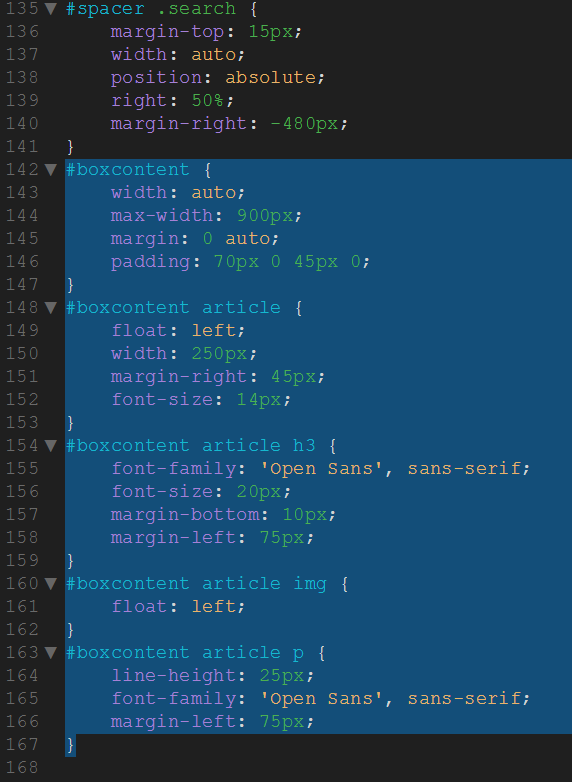 135 ▼ #spacer .search {
136 margin-top: 15px;
137 width: auto;
138 position: absolute;
139 right: 50%;
140 margin-right: -480px;
141 }
142 ▼ #boxcontent {
143 width: auto;
144 max-width: 900px;
145 margin: 0 auto;
146 padding: 70px 0 45px 0;
147 }
148 ▼ #boxcontent article {
149 float: left;
150 width: 250px;
151 margin-right: 45px;
152 font-size: 14px;
153 }
154 ▼ #boxcontent article h3 {
155 font-family: 'Open Sans', sans-serif;
156 font-size: 20px;
157 margin-bottom: 10px;
158 margin-left: 75px;
159 }
160 ▼ #boxcontent article img {
161 float: left;
162 }
163 ▼ #boxcontent article p {
164 line-height: 25px;
165 font-family: 'Open Sans', sans-serif;
166 margin-left: 75px;
167 }
168